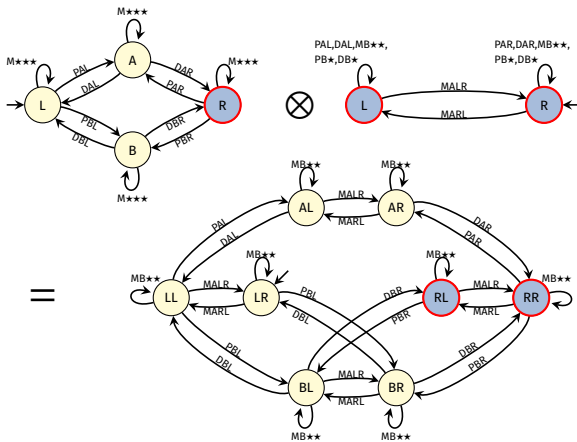 M★★★
PAL,DAL,MB★★,
PB★,DB★
PAR,DAR,MB★★,
PB★,DB★
M★★★
A
M★★★
PAL
DAL
DAR
PAR
L
R
⊗
L
MALR
MARL
R
PBL
DBL
DBR
PBR
B
M★★★
MB★★
MB★★
AL
MALR
MARL
AR
PAL
DAL
DAR
PAR
=
MB★★
MB★★
MB★★
MB★★
LL
MALR
MARL
LR
PBL
DBL
DBR
PBR
RL
MALR
MARL
RR
PBL
DBL
DBR
PBR
BL
MALR
MARL
BR
MB★★
MB★★